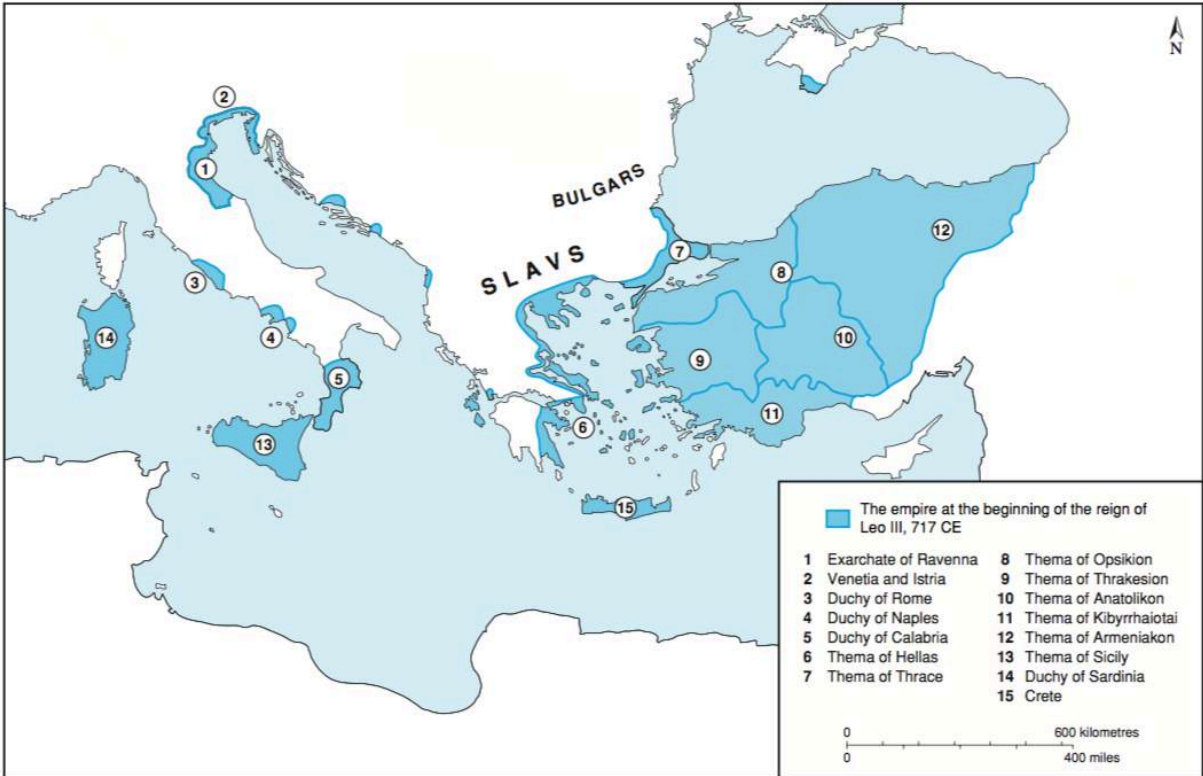 N
2
1
BULGARS
12
7
SLAVS
8
3
14
4
10
9
5
11
6
13
15
The empire at the beginning of the reign of
Leo III, 717 CE
1 Exarchate of Ravenna
2 Venetia and Istria
3 Duchy of Rome
4 Duchy of Naples
5 Duchy of Calabria
6 Thema of Hellas
7 Thema of Thrace
8 Thema of Opsikion
9 Thema of Thrakesion
10 Thema of Anatolikon
11 Thema of Kibyrrhaiotai
12 Thema of Armeniakon
13 Thema of Sicily
14 Duchy of Sardinia
15 Crete
0 600 kilometres
0 400 miles